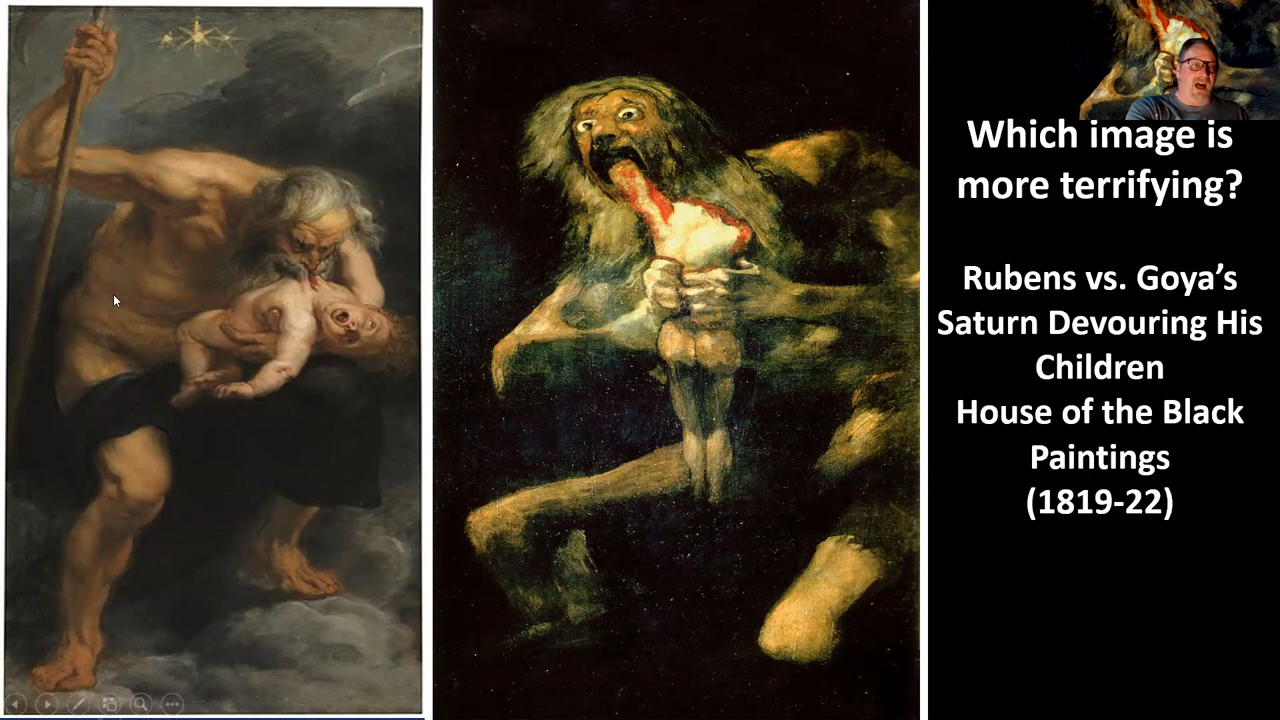 Which image is
more terrifying?
Rubens vs. Goya’s
Saturn Devouring His
Children
House of the Black
Paintings
(1819-22)